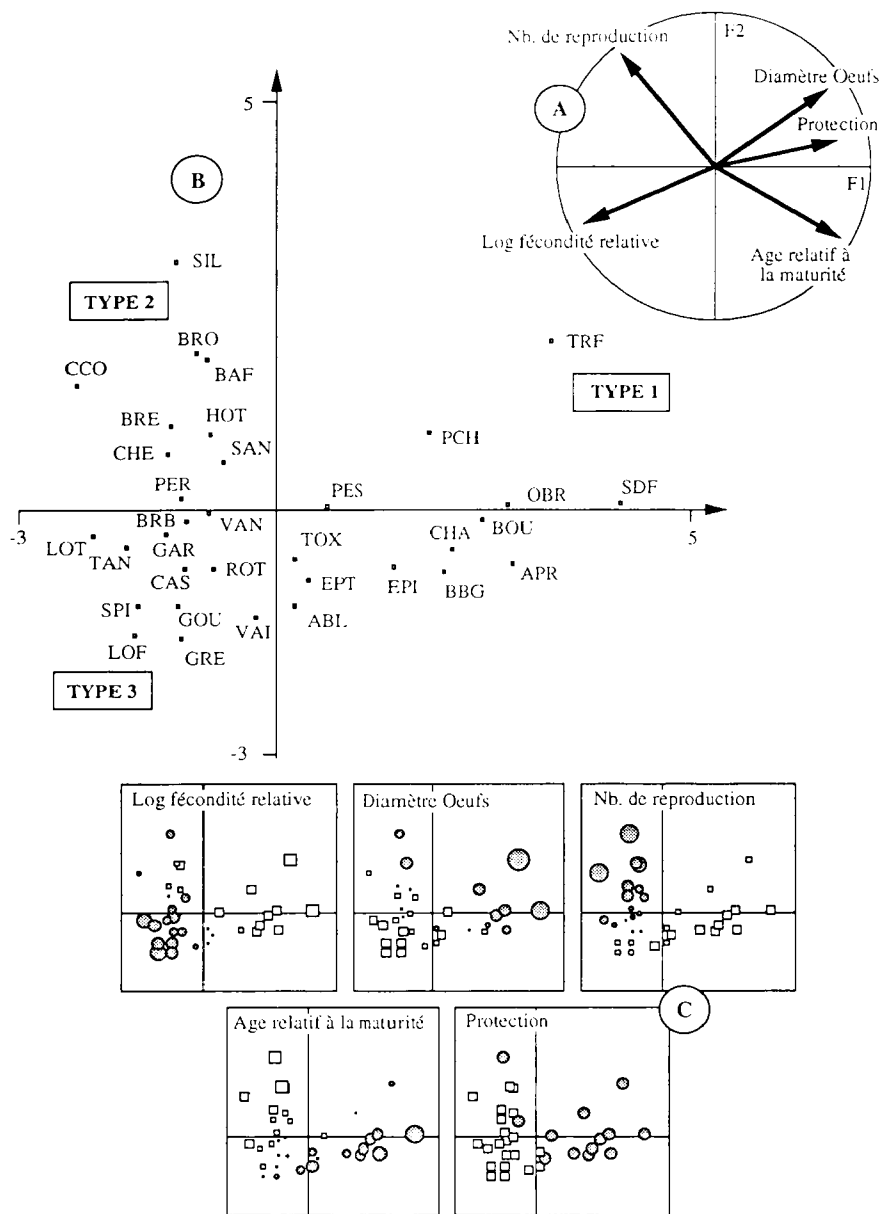 Nb. de reproduction
F2
Diamètre Oeufs
A
Protection
F1
Log fécondité relative
Age relatif à
la maturité
5
B
SIL
TYPE 2
BRO
BAF
CCO
TRF
TYPE 1
BRE
HOT
PCH
CHE
SAN
PER
PES
OBR
SDF
-3
BRB
VAN
BOU
5
LOT
TAN
GAR
TOX
CHA
CAS
ROT
EPT
EPI
BBG
APR
SPI
GOU
VAI
ABL
LOF
GRE
TYPE 3
-3
Log fécondité relative
Diamètre Oeufs
Nb. de reproduction
Age relatif à la maturité
Protection
C